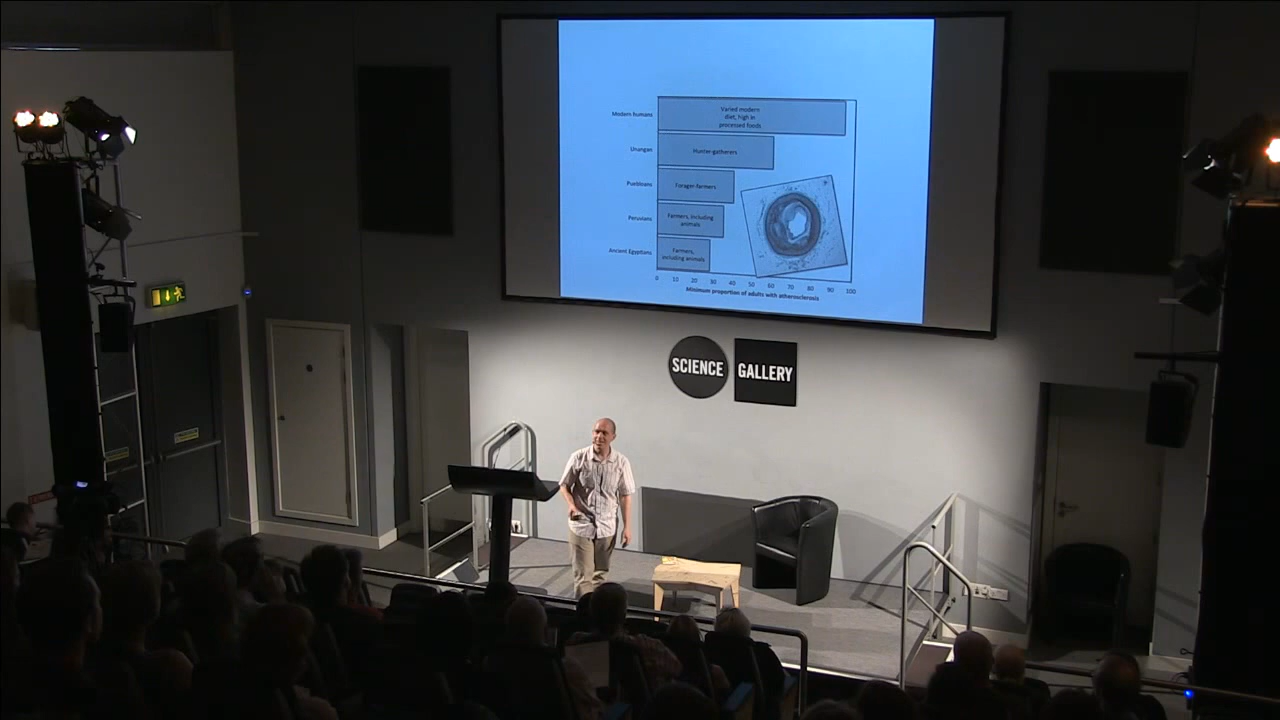 Modern humans
Varied modern
diet, high in
processed foods
Unangan
Hunter-gatherers
Puebloans
Forager-farmers
Peruvians
Farmers, including
animals
Ancient Egyptians
Farmers,
including animals
0 10 20 30 40 50 60 70 80 90 100
Minimum proportion of adults with atherosclerosis
SCIENCE
GALLERY